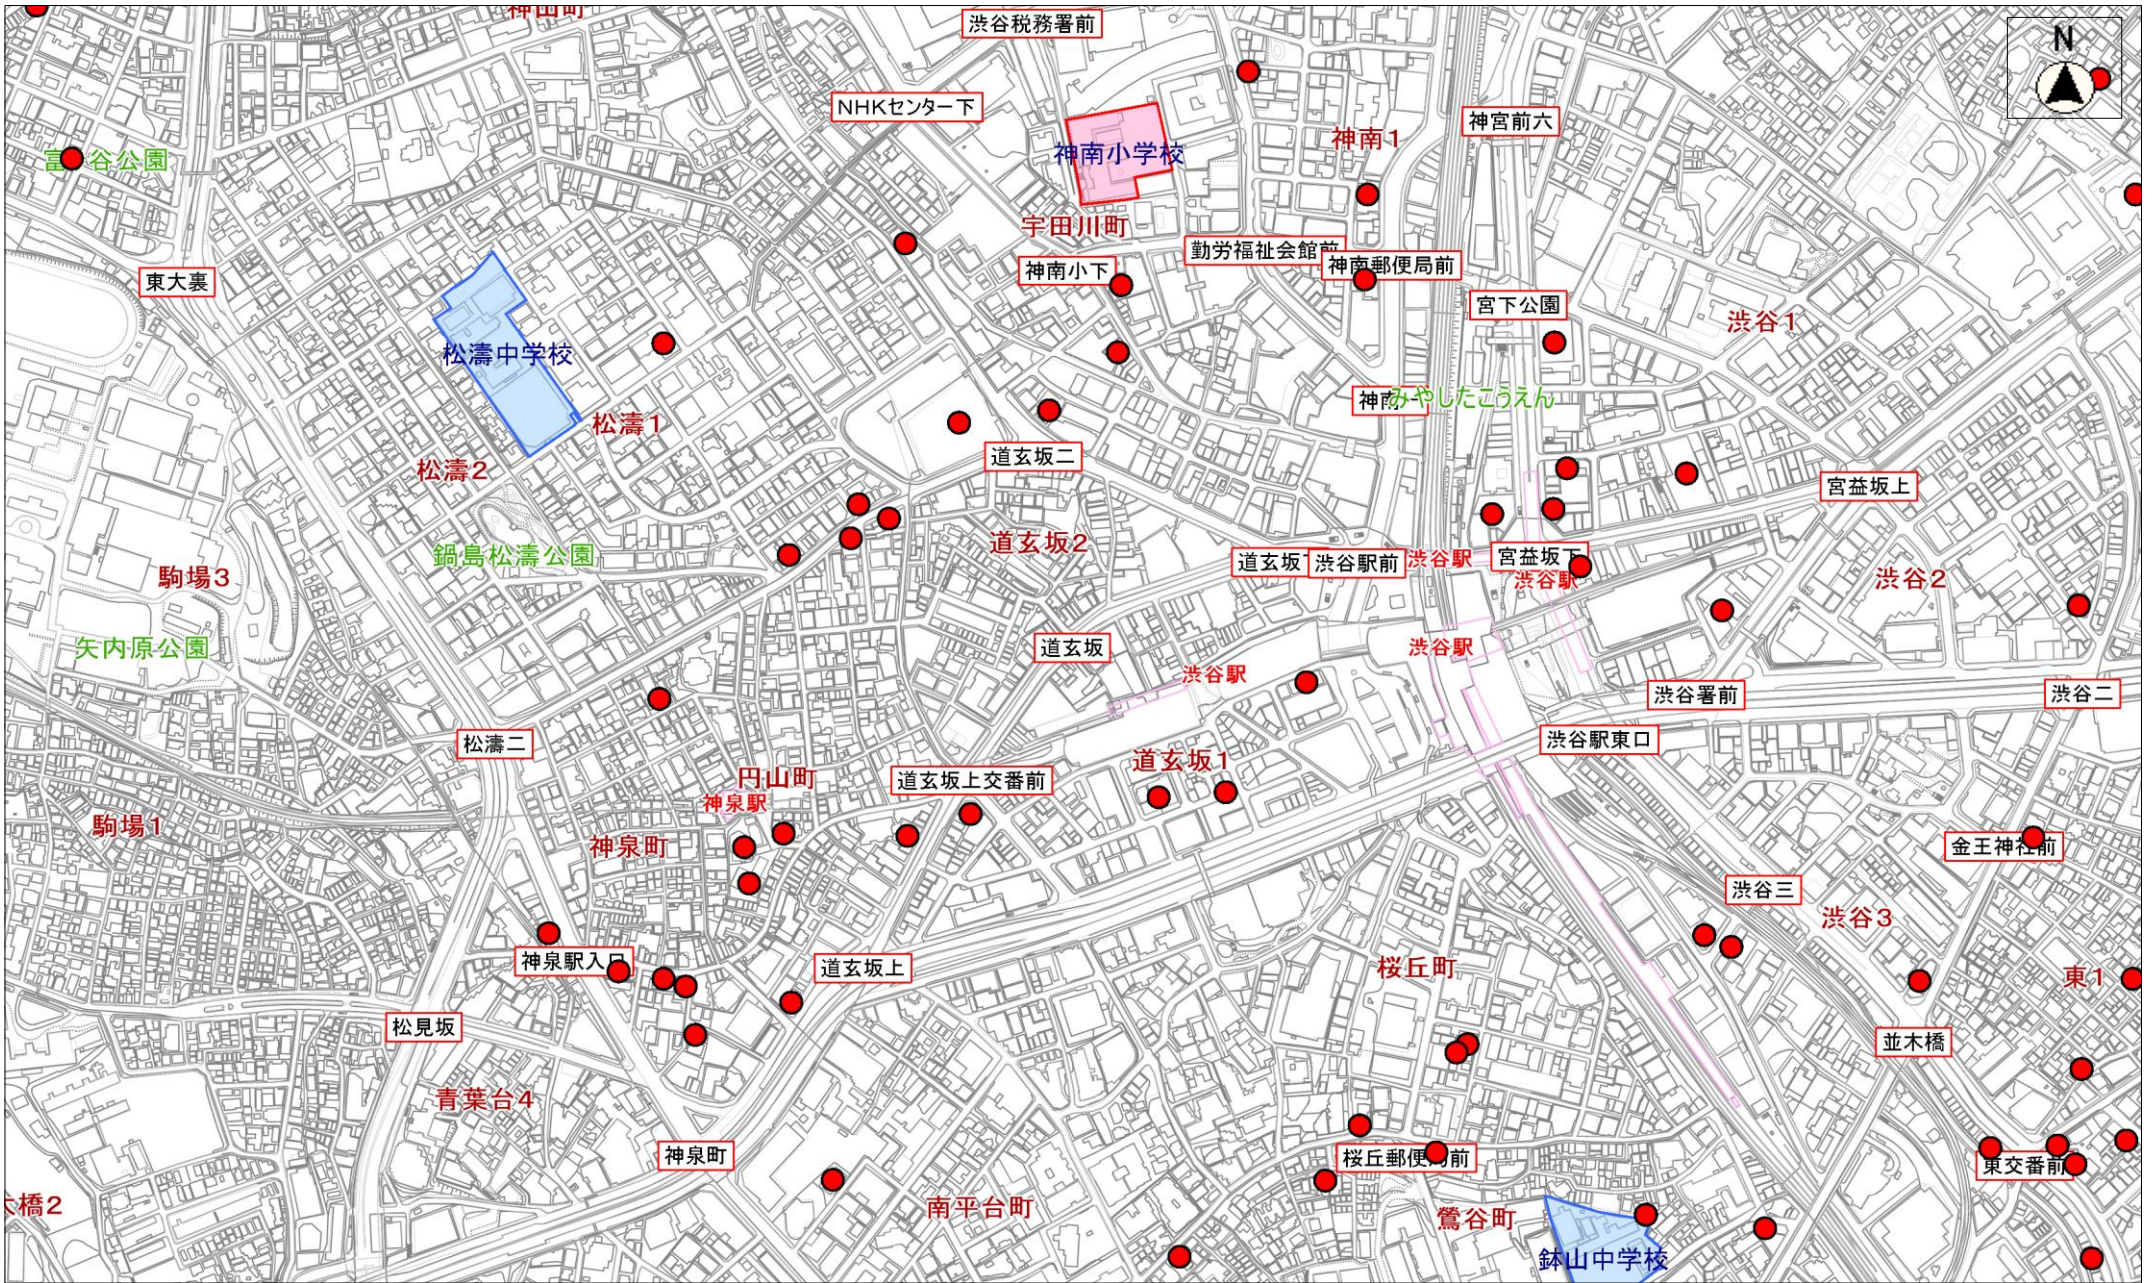 神山町
渋谷税務署前
N
NHKセンター下
神宮前六
神南1
神南小学校
富 谷公園
宇田川町
勤労福祉会館前
神南郵便局前
神南小下
東大裏
宮下公園
渋谷1
松濤中学校
神南一
みやしたこうえん
松濤1
道玄坂二
松濤2
宮益坂上
道玄坂2
鍋島松濤公園
道玄坂
渋谷駅前
渋谷駅
宮益坂下
渋谷駅
駒場3
渋谷2
矢内原公園
道玄坂
渋谷駅
渋谷駅
渋谷署前
渋谷二
松濤二
渋谷駅東口
道玄坂1
円山町
道玄坂上交番前
神泉駅
駒場1
神泉町
金王神社前
渋谷三
渋谷3
神泉駅入口
道玄坂上
桜丘町
東1
松見坂
並木橋
青葉台4
神泉町
桜丘郵便局前
東交番前
大橋2
南平台町
鶯谷町
鉢山中学校